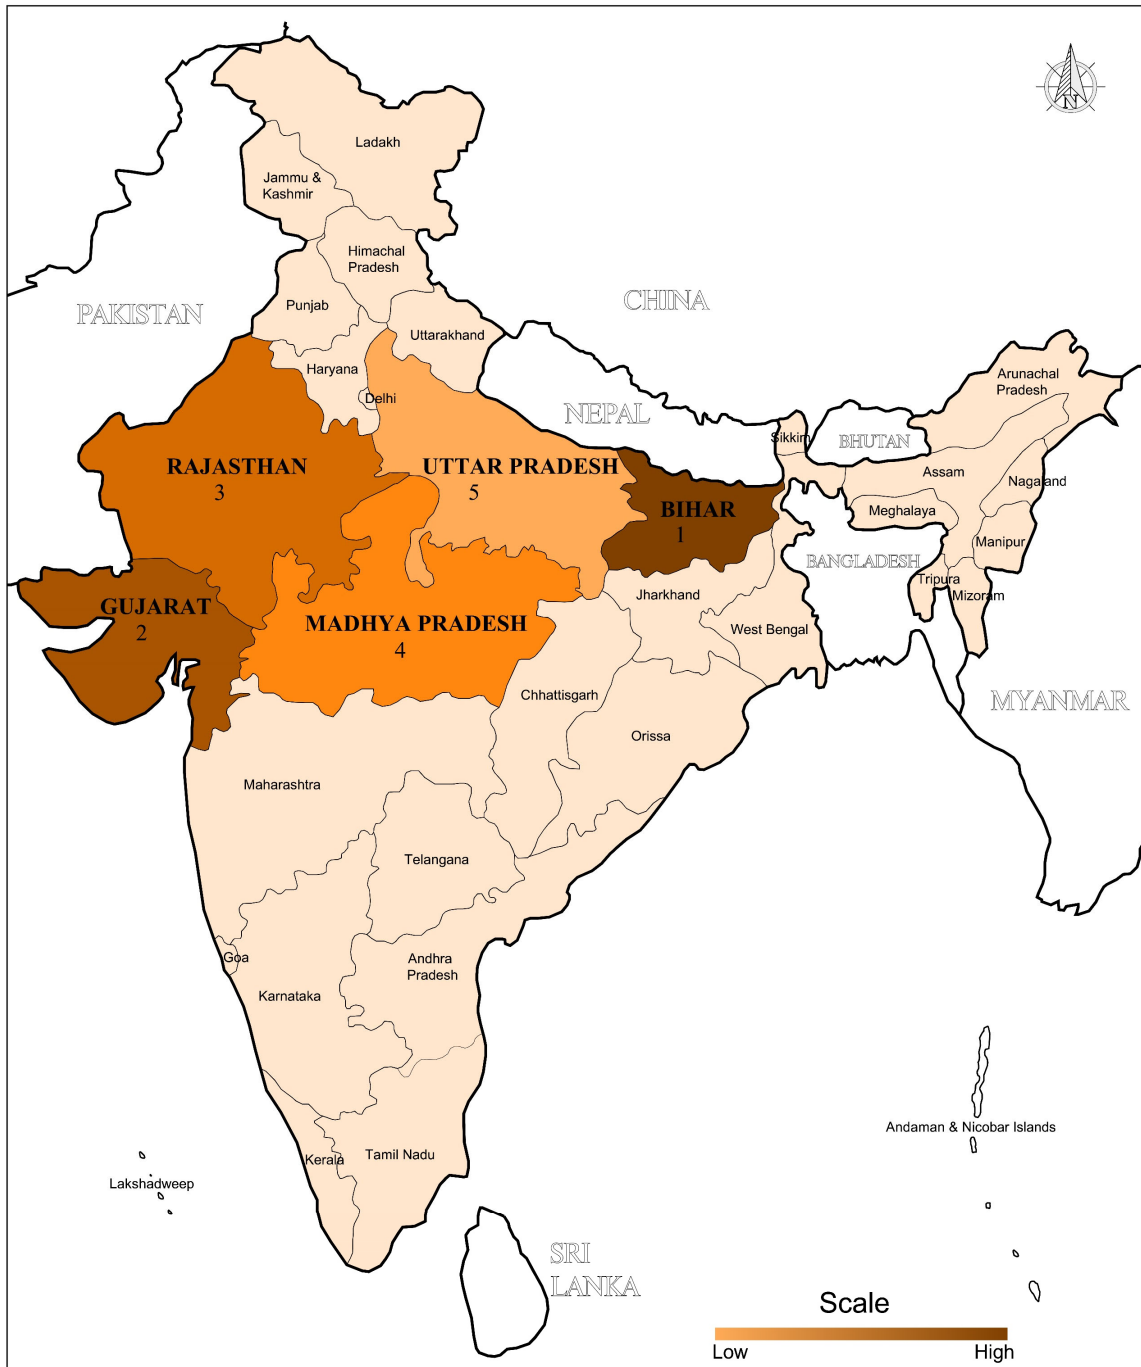 N
Ladakh
Jammu &
Kashmir
Himachal
Pradesh
PAKISTAN
Punjab
CHINA
Uttarakhand
Haryana
Delhi
NEPAL
Arunachal
Pradesh
Sikkim
BHUTAN
RAJASTHAN
3
UTTAR PRADESH
5
Assam
Nagaland
BIHAR
1
Meghalaya
Manipur
BANGLADESH
Tripura
Mizoram
GUJARAT
2
MADHYA PRADESH
4
Jharkhand
West Bengal
Chhattisgarh
MYANMAR
Orissa
Maharashtra
Telangana
Goa
Andhra
Pradesh
Karnataka
Andaman & Nicobar Islands
Kerala
Tamil Nadu
Lakshadweep
SRI
LANKA
Scale
Low
High